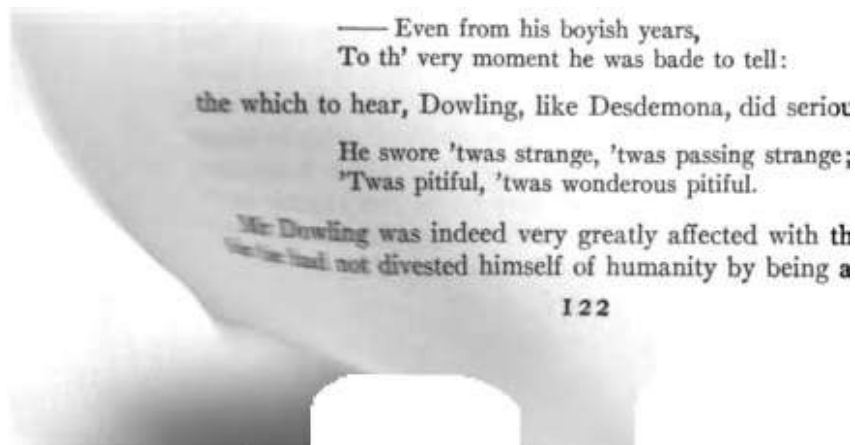 —— Even from his boyish years,
To th' very moment he was bade to tell:
the which to hear, Dowling, like Desdemona, did seriou
He swore 'twas strange, 'twas passing strange;
'Twas pitiful, 'twas wonderous pitiful.
Mr Dowling was indeed very greatly affected with th
had not divested himself of humanity by being a
122